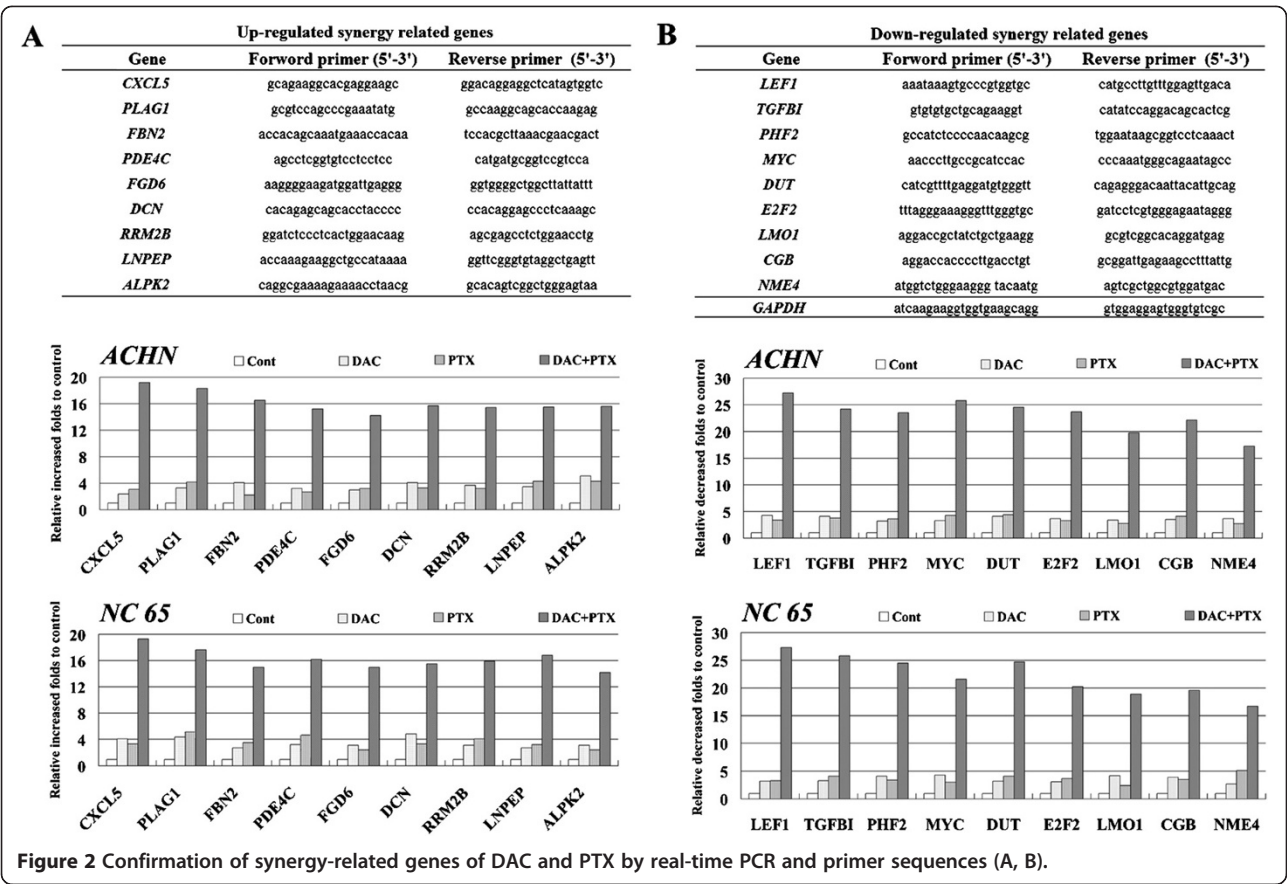 A
Up-regulated synergy related genes
Gene Forword primer (5'-3') Reverse primer (5'-3')
CXCL5 gcagaaggcacgaggaagc ggacaggaggctcatagtggtc
PLAG1 gcgtccagcccgaaatatg gccaaggcagcaccaagag
FBN2 accacagcaaatgaaaccacaa tccacgcttaaacgaacgact
PDE4C agcctcggtgtcctcctcc catgatgcggtccgtcca
FGD6 aaggggaagatggattgaggg ggtggggctggcttattattt
DCN cacagagcagcacctacccc ccacaggagccctcaaagc
RRM2B ggatctccctcactggaacaag agcgagcctctggaacctg
LNPEP accaaagaaggctgccataaaa ggttcgggtgtaggctgagtt
ALPK2 caggcgaaaagaaaacctaacg gcacagtcggctgggagtaa
ACHN
Cont DAC PTX DAC+PTX
Relative increased folds to control
20
16
12
8
4
0
CXCL5 PLAG1 FBN2 PDE4C FGD6 DCN RRM2B LNPEP ALPK2
NC 65
Cont DAC PTX DAC+PTX
Relative increased folds to control
20
16
12
8
4
0
CXCL5 PLAG1 FBN2 PDE4C FGD6 DCN RRM2B LNPEP ALPK2
B
Down-regulated synergy related genes
Gene Forword primer (5'-3') Reverse primer (5'-3')
LEF1 aaataaagtgcccgtggtgc catgccttgtttggagttgaca
TGFBI gtgtgtgctgcagaaggt catatccaggacagcactcg
PHF2 gccatctccccaacaagcg tggaataagcggtcctcaaact
MYC aacccttgccgcatccac cccaaatgggcagaatagcc
DUT catcgttttgaggatgtgggtt cagagggacaattacattgcag
E2F2 tttagggaaagggtttgggtgc gatcctcgtgggagaataggg
LMO1 aggaccgctatctgctgaagg gcgtcggcacaggatgag
CGB aggaccaccccttgacctgt gcggattgagaagcctttattg
NME4 atggtctgggaaggg tacaatg agtcgctggcgtggatgac
GAPDH atcaagaaggtggtgaagcagg gtggaggagtgggtgtcgc
ACHN
Cont DAC PTX DAC+PTX
Relative decreased folds to control
30
25
20
15
10
5
0
LEF1 TGFBI PHF2 MYC DUT E2F2 LMO1 CGB NME4
NC 65
Cont DAC PTX DAC+PTX
Relative decreased folds to control
30
25
20
15
10
5
0
LEF1 TGFBI PHF2 MYC DUT E2F2 LMO1 CGB NME4
Figure 2 Confirmation of synergy-related genes of DAC and PTX by real-time PCR and primer sequences (A, B).